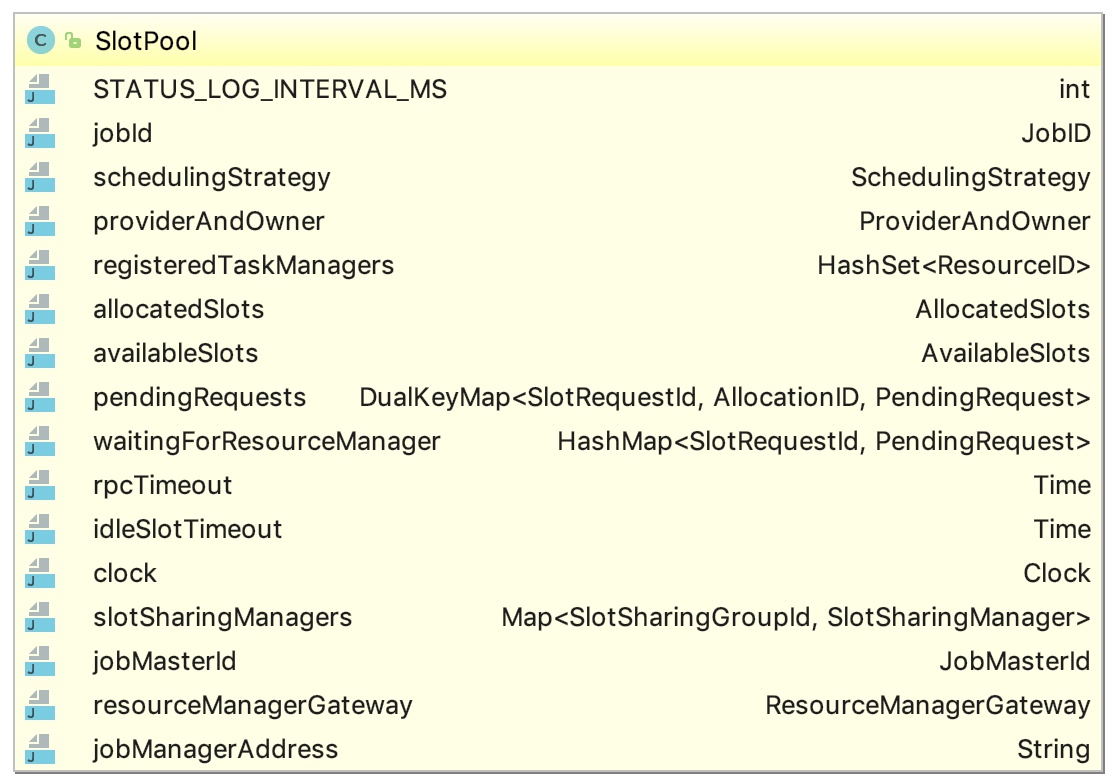 C SlotPool
J STATUS_LOG_INTERVAL_MS int
J jobId JobID
J schedulingStrategy SchedulingStrategy
J providerAndOwner ProviderAndOwner
J registeredTaskManagers HashSet<ResourceID>
J allocatedSlots AllocatedSlots
J availableSlots AvailableSlots
J pendingRequests DualKeyMap<SlotRequestId, AllocationID, PendingRequest>
J waitingForResourceManager HashMap<SlotRequestId, PendingRequest>
J rpcTimeout Time
J idleSlotTimeout Time
J clock Clock
J slotSharingManagers Map<SlotSharingGroupId, SlotSharingManager>
J jobMasterId JobMasterId
J resourceManagerGateway ResourceManagerGateway
J jobManagerAddress String